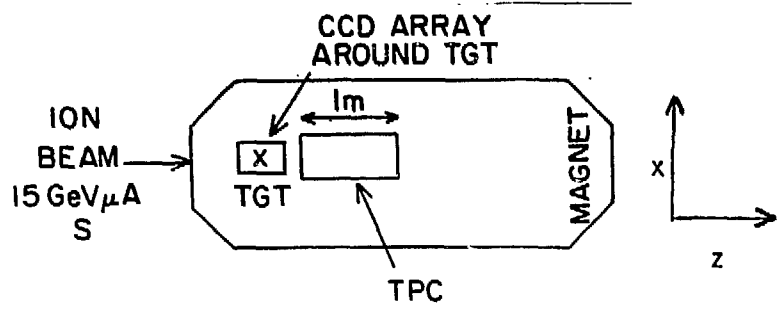 CCD ARRAY
AROUND TGT
1m
ION
BEAM
15 GeVμA
S
X
TGT
TPC
MAGNET
X
Z